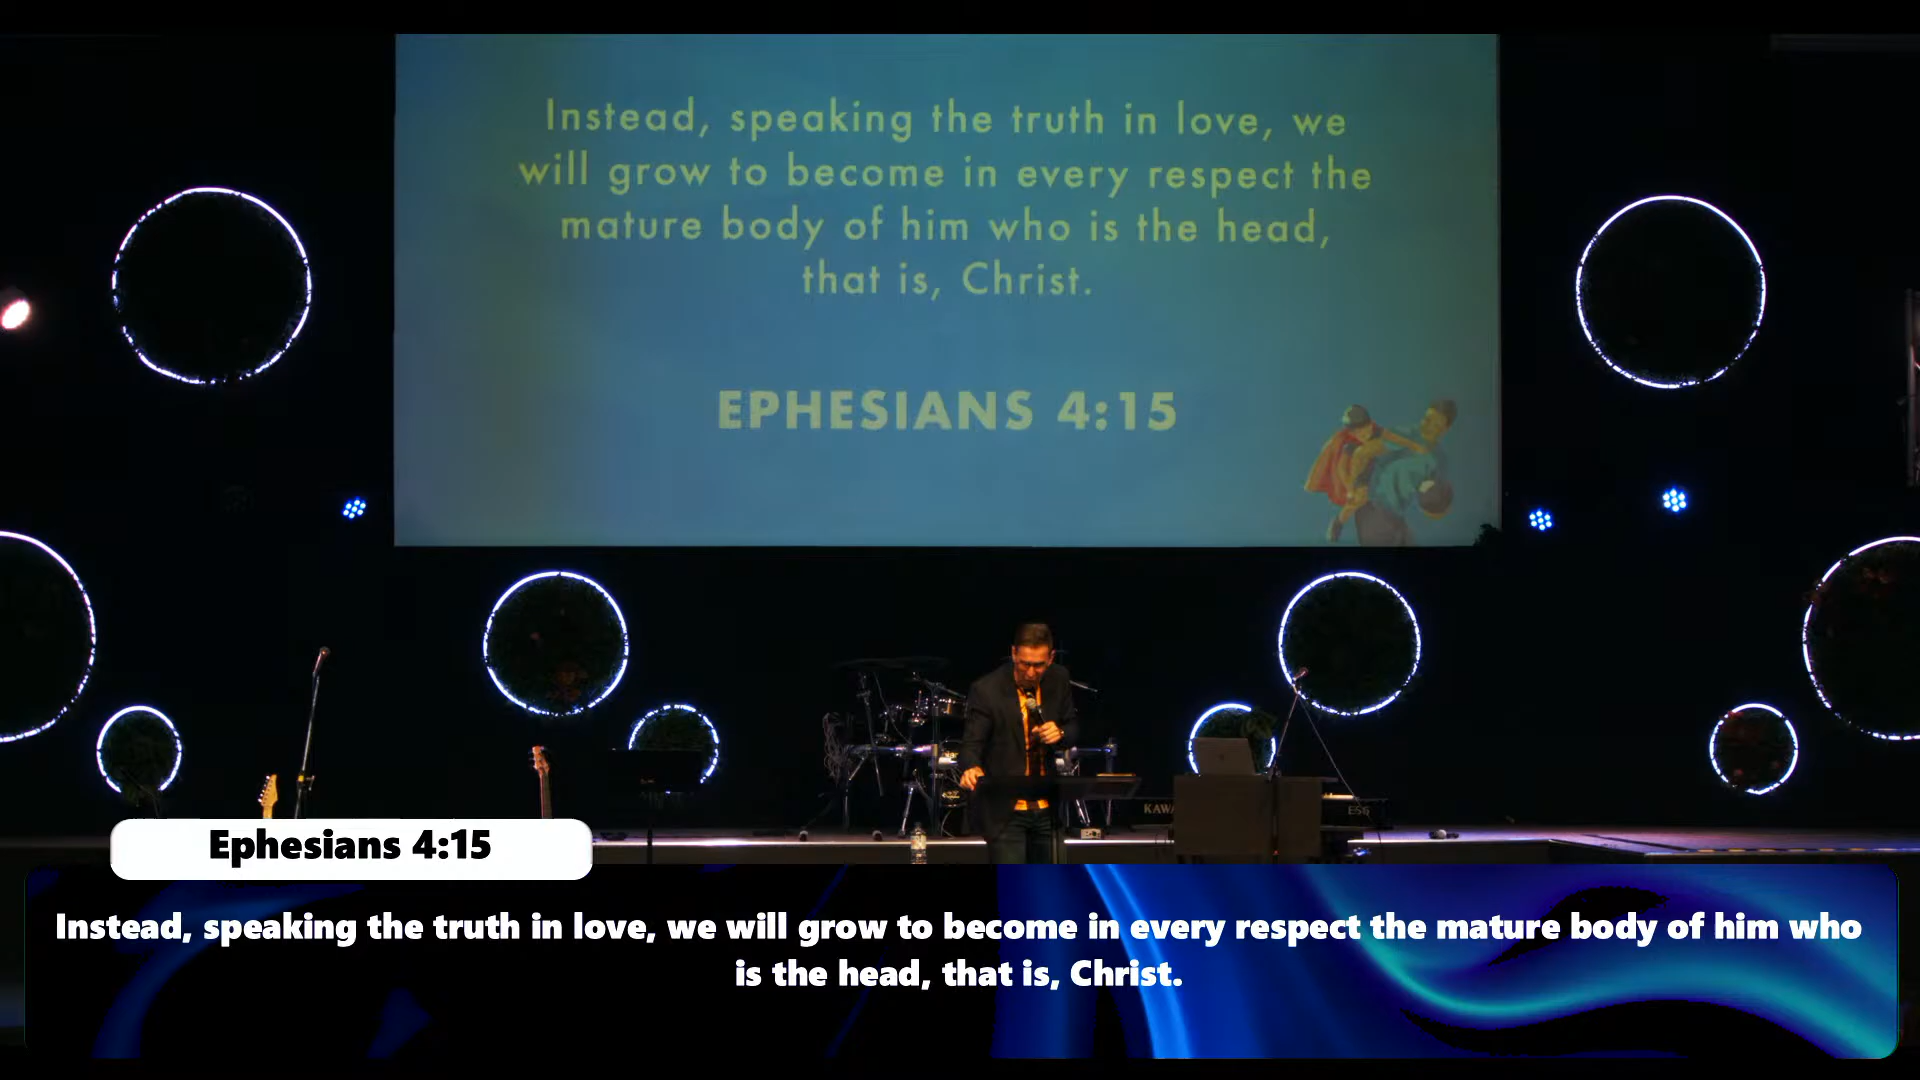 Instead, speaking the truth in love, we
will grow to become in every respect the
mature body of him who is the head,
that is, Christ.
EPHESIANS 4:15
KAWA
ES6
Ephesians 4:15
Instead, speaking the truth in love, we will grow to become in every respect the mature body of him who
is the head, that is, Christ.